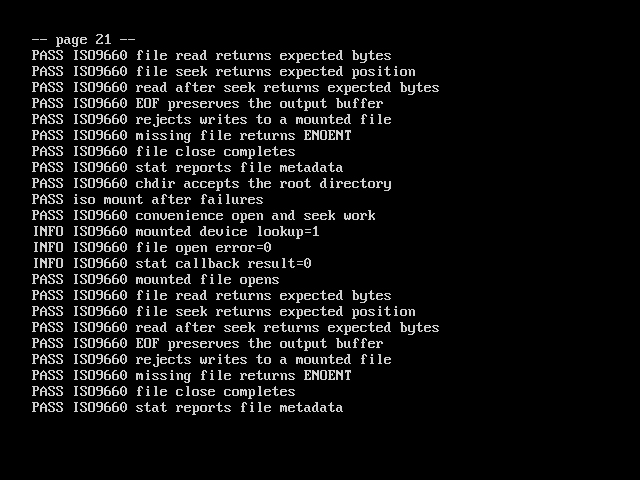 -- page 21 --
PASS ISO9660 file read returns expected bytes
PASS ISO9660 file seek returns expected position
PASS ISO9660 read after seek returns expected bytes
PASS ISO9660 EOF preserves the output buffer
PASS ISO9660 rejects writes to a mounted file
PASS ISO9660 missing file returns ENOENT
PASS ISO9660 file close completes
PASS ISO9660 stat reports file metadata
PASS ISO9660 chdir accepts the root directory
PASS iso mount after failures
PASS ISO9660 convenience open and seek work
INFO ISO9660 mounted device lookup=1
INFO ISO9660 file open error=0
INFO ISO9660 stat callback result=0
PASS ISO9660 mounted file opens
PASS ISO9660 file read returns expected bytes
PASS ISO9660 file seek returns expected position
PASS ISO9660 read after seek returns expected bytes
PASS ISO9660 EOF preserves the output buffer
PASS ISO9660 rejects writes to a mounted file
PASS ISO9660 missing file returns ENOENT
PASS ISO9660 file close completes
PASS ISO9660 stat reports file metadata